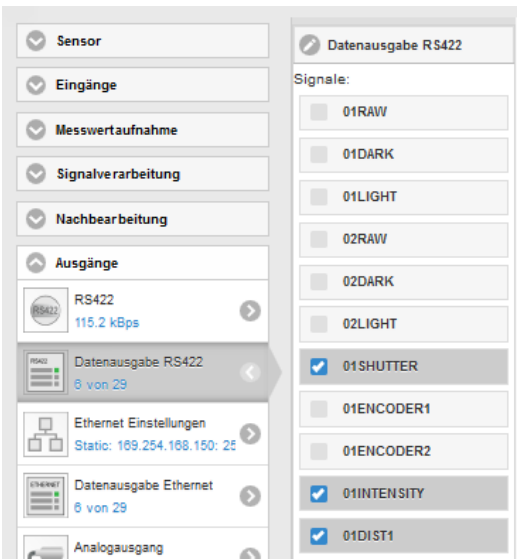 Sensor
Eingänge
Messwertaufnahme
Signalverarbeitung
Nachbearbeitung
Ausgänge
RS422
RS422
115.2 kBps
RS422
Datenausgabe RS422
6 von 29
Ethernet Einstellungen
Static: 169.254.168.150: 25
ETHERNET
Datenausgabe Ethernet
6 von 29
Analogausgang
Datenausgabe RS422
Signale:
01RAW
01DARK
01LIGHT
02RAW
02DARK
02LIGHT
01SHUTTER
01ENCODER1
01ENCODER2
01INTENSITY
01DIST1